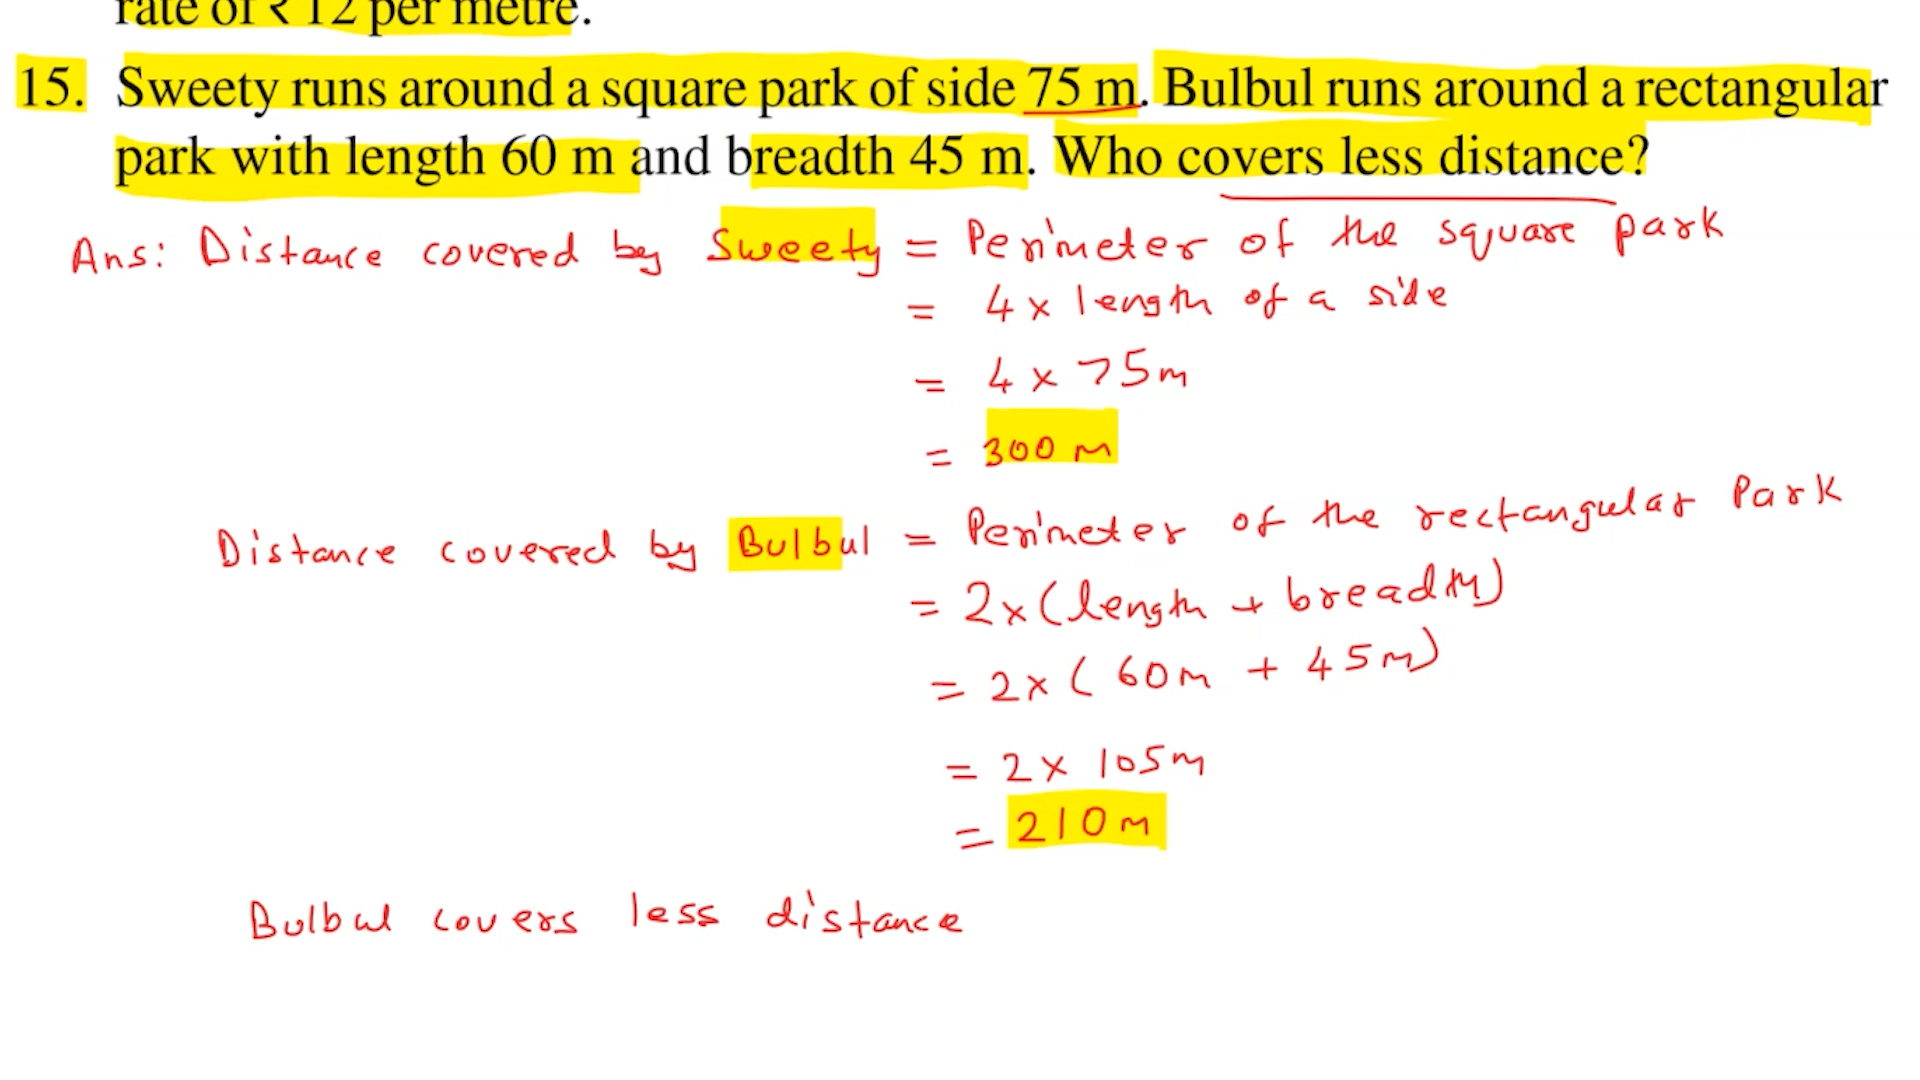 rate of ₹ 12 per metre.
15. Sweety runs around a square park of side 75 m. Bulbul runs around a rectangular
park with length 60 m and breadth 45 m. Who covers less distance?
Ans: Distance covered by Sweety = Perimeter of the square park
= 4 x length of a side
= 4 x 75m
= 300 m
Distance covered by Bulbul = Perimeter of the rectangular Park
= 2x (length + breadth)
= 2x ( 60m + 45m)
= 2x 105m
= 210m
Bulbul covers less distance